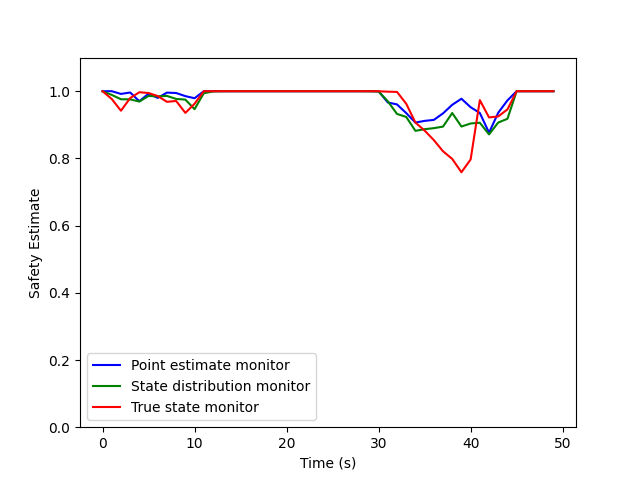 1.0
0.8
0.6
0.4
0.2
0.0
Safety Estimate
Point estimate monitor
State distribution monitor
True state monitor
0 10 20 30 40 50
Time (s)